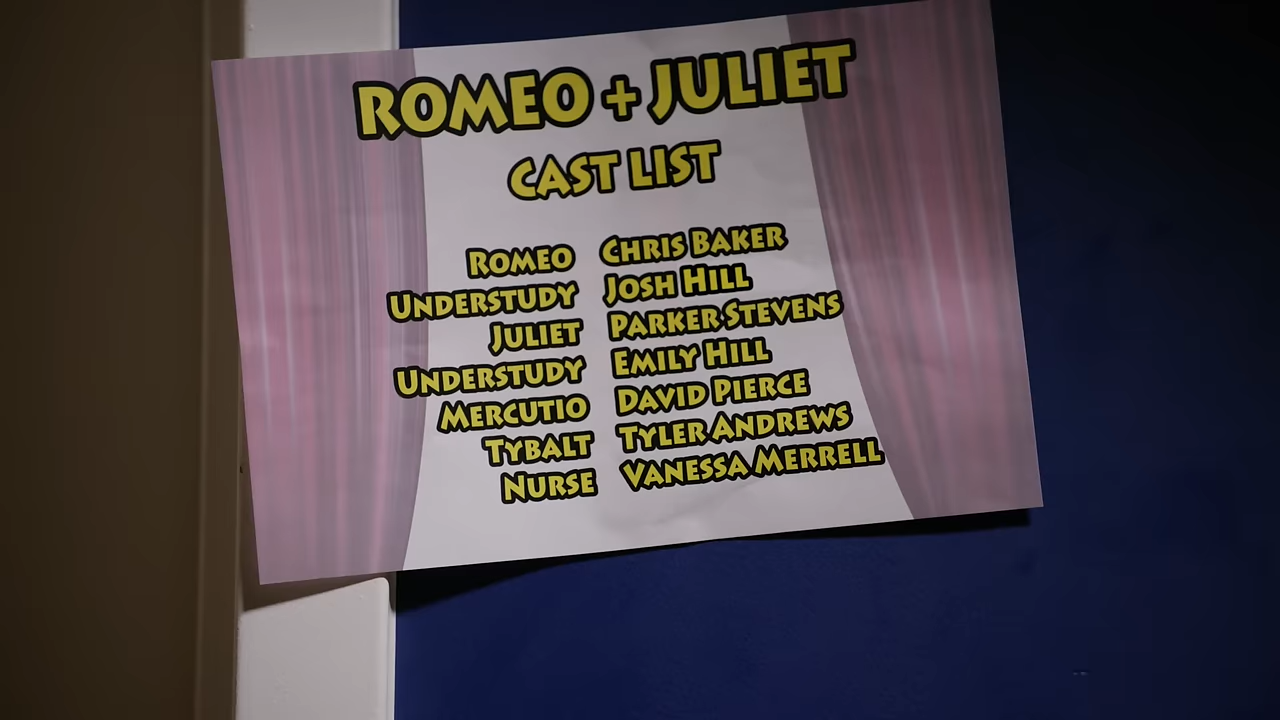 ROMEO + JULIET
CAST LIST
ROMEO CHRIS BAKER
UNDERSTUDY JOSH HILL
JULIET PARKER STEVENS
UNDERSTUDY EMILY HILL
MERCUTIO DAVID PIERCE
TYBALT TYLER ANDREWS
NURSE VANESSA MERRELL